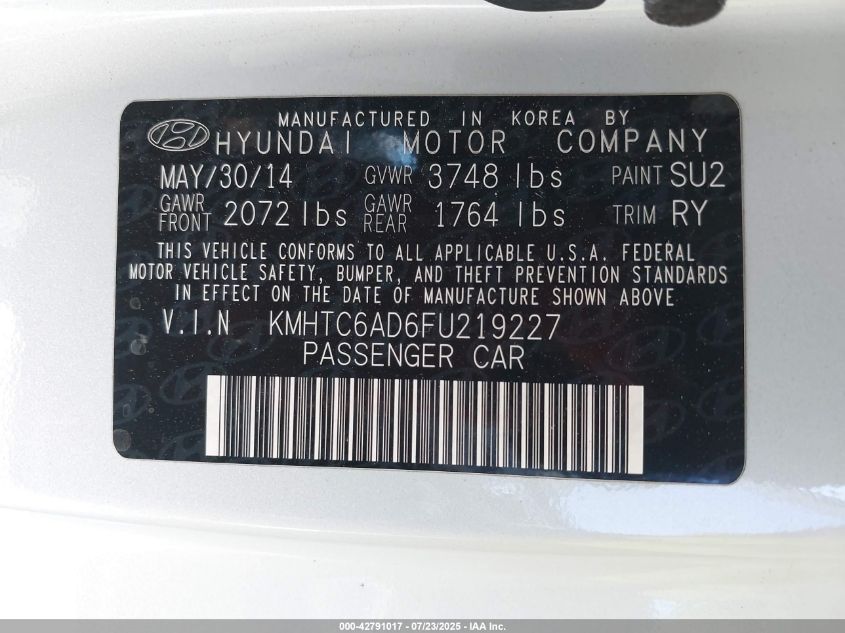 MANUFACTURED IN KOREA BY
HYUNDAI MOTOR COMPANY
MAY/30/14 GVWR 3748 lbs PAINT SU2
GAWR FRONT 2072 lbs GAWR REAR 1764 lbs TRIM RY
THIS VEHICLE CONFORMS TO ALL APPLICABLE U.S.A. FEDERAL
MOTOR VEHICLE SAFETY, BUMPER, AND THEFT PREVENTION STANDARDS
IN EFFECT ON THE DATE OF MANUFACTURE SHOWN ABOVE
V.I.N KMHTC6AD6FU219227
PASSENGER CAR
000-42791017 - 07/23/2025 - IAA Inc.